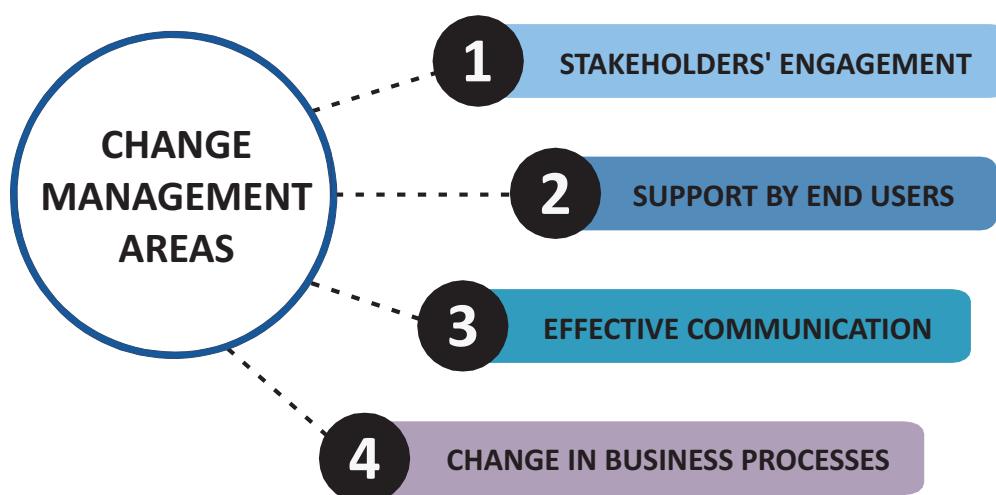 CHANGE
MANAGEMENT
AREAS
1 STAKEHOLDERS' ENGAGEMENT
2 SUPPORT BY END USERS
3 EFFECTIVE COMMUNICATION
4 CHANGE IN BUSINESS PROCESSES